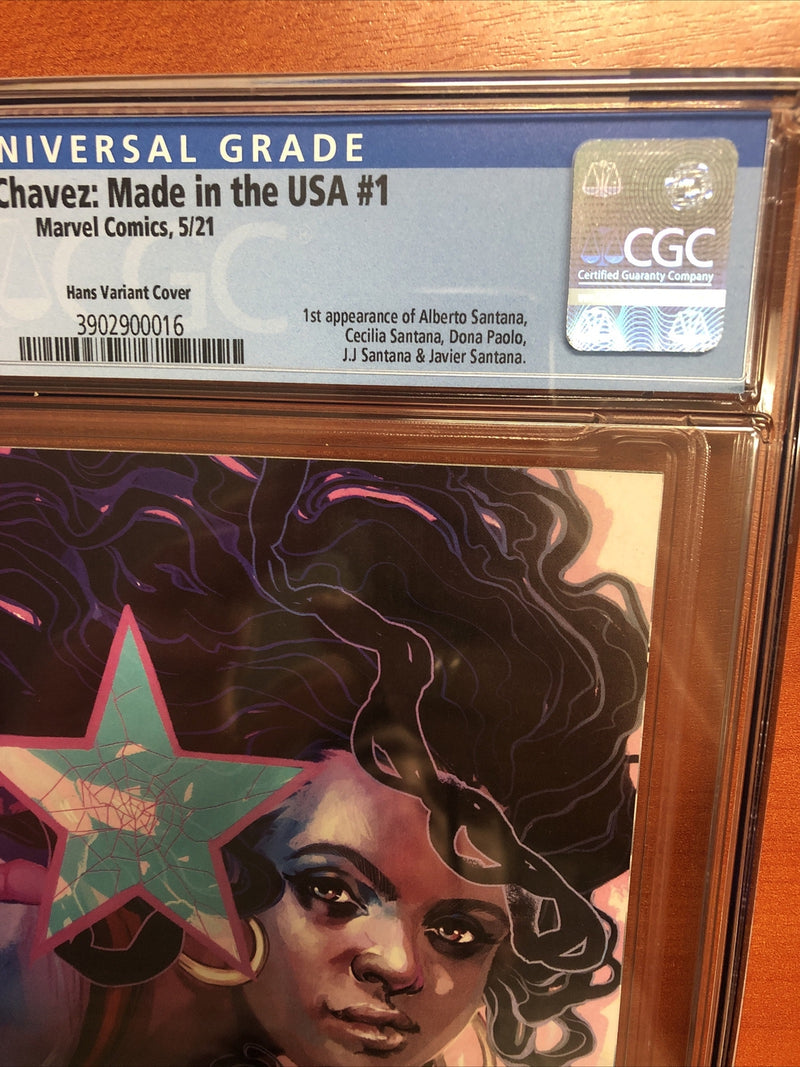 NIVERSAL GRADE
Chavez: Made in the USA #1
Marvel Comics, 5/21
Hans Variant Cover
3902900016
1st appearance of Alberto Santana,
Cecilia Santana, Dona Paolo,
J.J Santana & Javier Santana.
CGC
Certified Guaranty Company
CGC